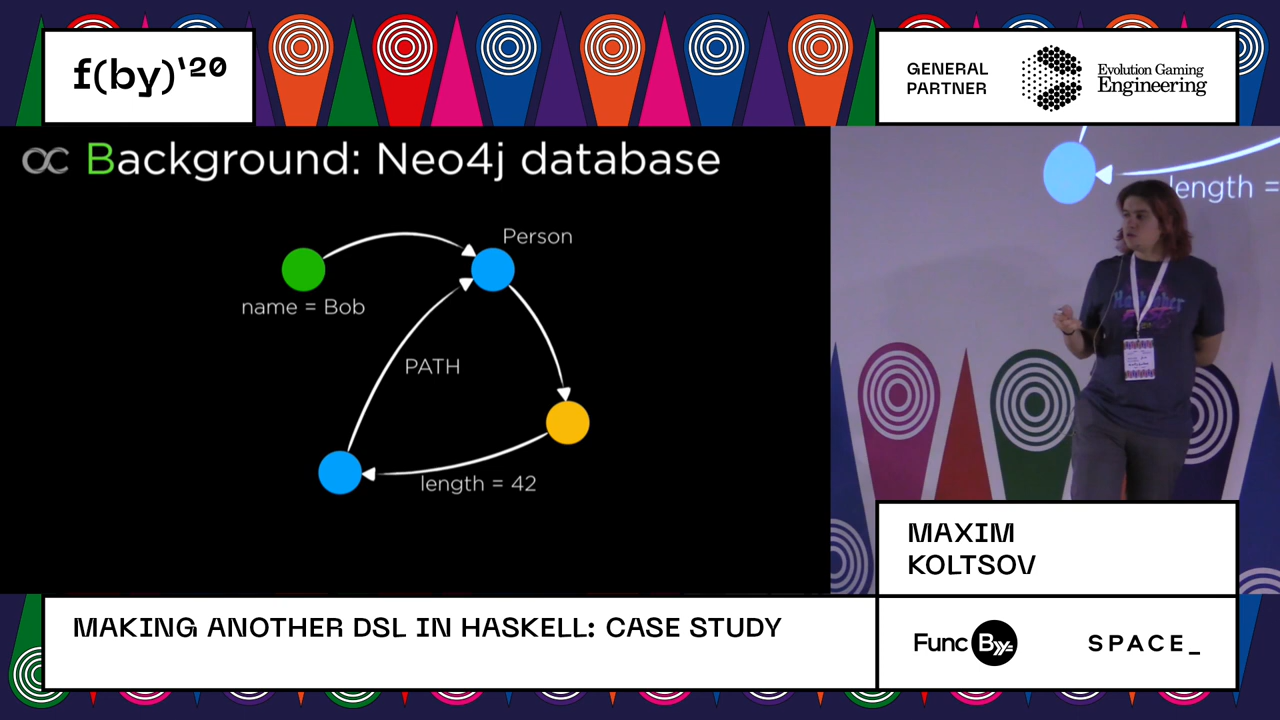 f(by)'20
GENERAL
PARTNER
Evolution Gaming
Engineering
Background: Neo4j database
Person
name = Bob
PATH
length = 42
length =
MAXIM
KOLTSOV
MAKING ANOTHER DSL IN HASKELL: CASE STUDY
Func By
SPACE_